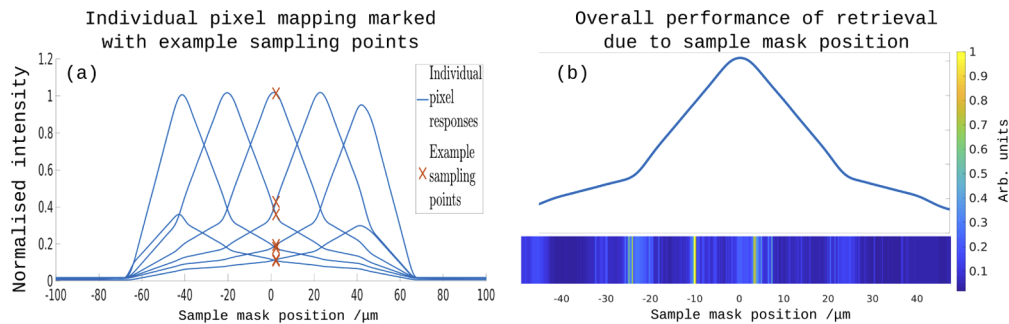 Individual pixel mapping marked
with example sampling points
(a)
Normalised intensity
1.2
1
0.8
0.6
0.4
0.2
0
-100 -80 -60 -40 -20 0 20 40 60 80 100
Sample mask position /µm
Individual
pixel
responses
Example
sampling
points
Overall performance of retrieval
due to sample mask position
(b)
1
0.9
0.8
0.7
0.6
0.5
0.4
0.3
0.2
0.1
Arb. units
-40 -30 -20 -10 0 10 20 30 40
Sample mask position /µm